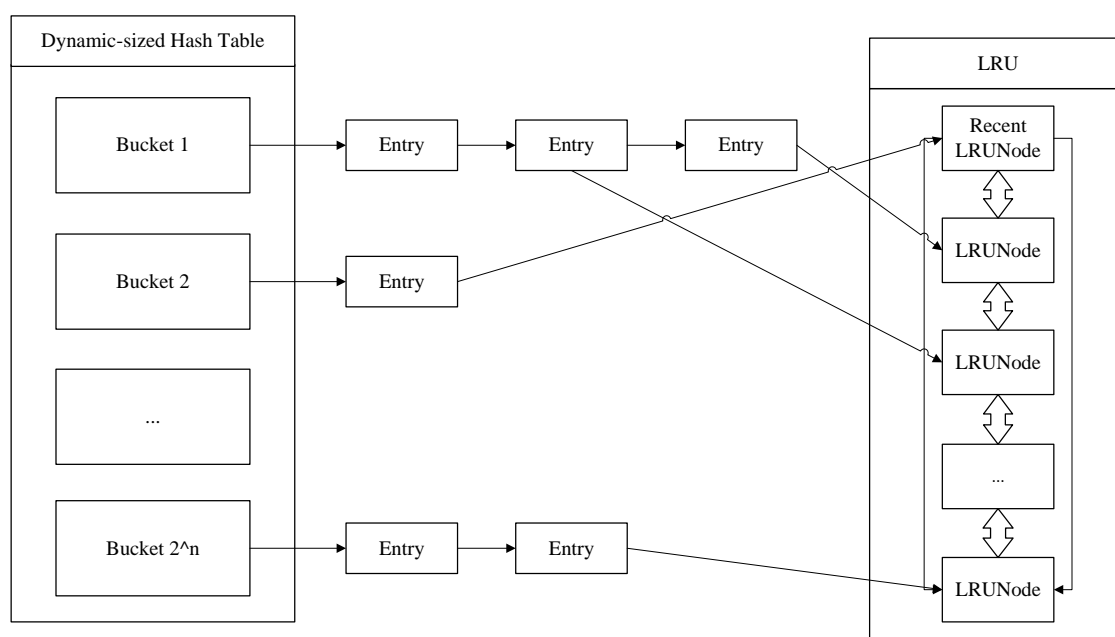 Dynamic-sized Hash Table
LRU
Bucket 1
Entry
Entry
Entry
Recent
LRUNode
Bucket 2
Entry
LRUNode
LRUNode
...
...
Bucket 2^n
Entry
Entry
LRUNode